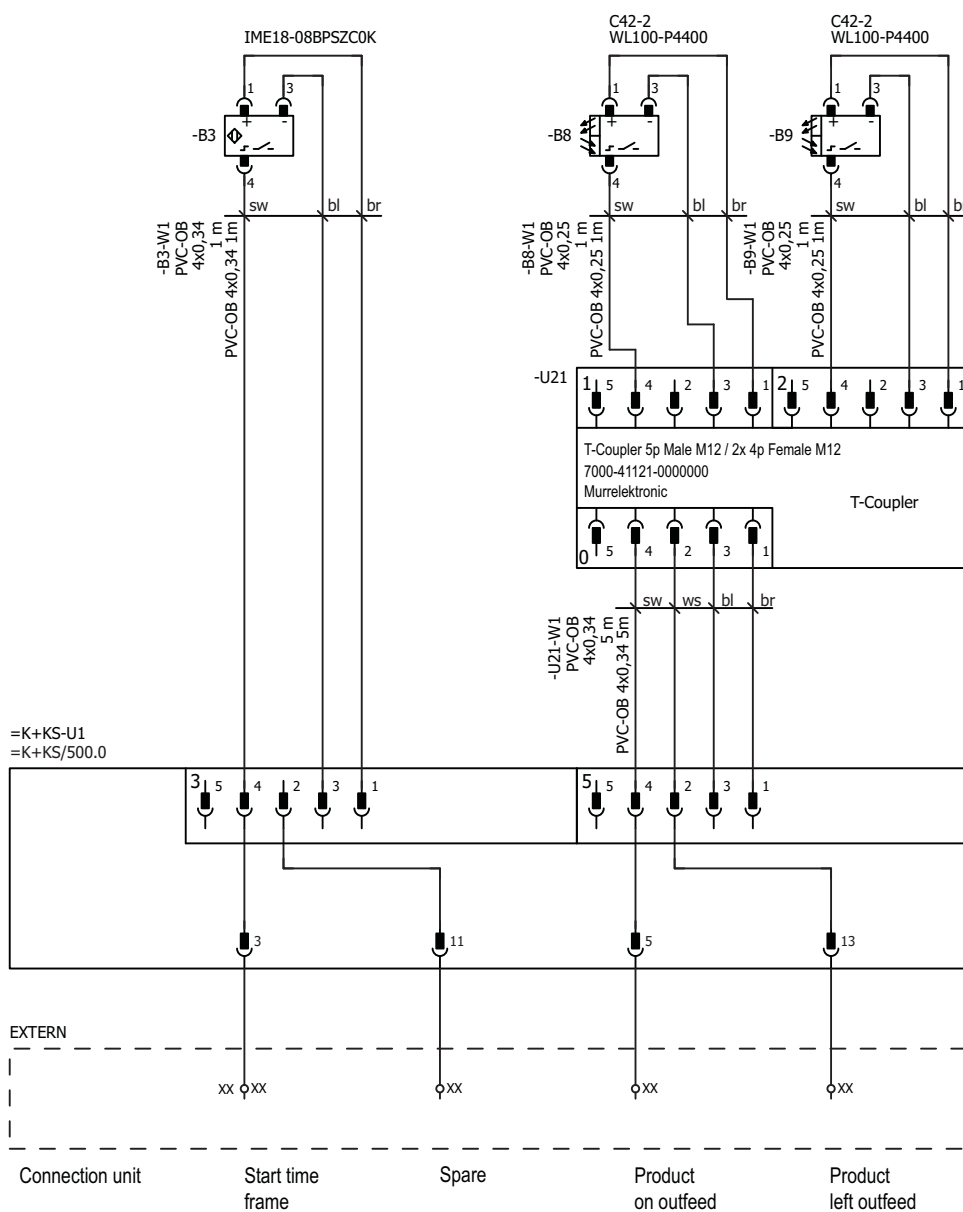 IME18-08BPSZC0K
C42-2
WL100-P4400
C42-2
WL100-P4400
1 3
-B3
+ -
4
1 3
-B8
+ -
4
1 3
-B9
+ -
4
sw bl br
sw bl br
sw bl br
-B3-W1
PVC-OB
4x0,34
1 m
PVC-OB 4x0,34 1m
-B8-W1
PVC-OB
4x0,25
1 m
PVC-OB 4x0,25 1m
-B9-W1
PVC-OB
4x0,25
1 m
PVC-OB 4x0,25 1m
-U21
1 5 4 2 3 1
2 5 4 2 3 1
T-Coupler 5p Male M12 / 2x 4p Female M12
7000-41121-0000000
Murrelektronic
T-Coupler
0 5 4 2 3 1
sw ws bl br
-U21-W1
PVC-OB
4x0,34
5 m
PVC-OB 4x0,34 5m
=K+KS-U1
=K+KS/500.0
3 5 4 2 3 1
5 5 4 2 3 1
3 11 5 13
EXTERN
XX XX XX XX XX
Connection unit
Start time
frame
Spare
Product
on outfeed
Product
left outfeed